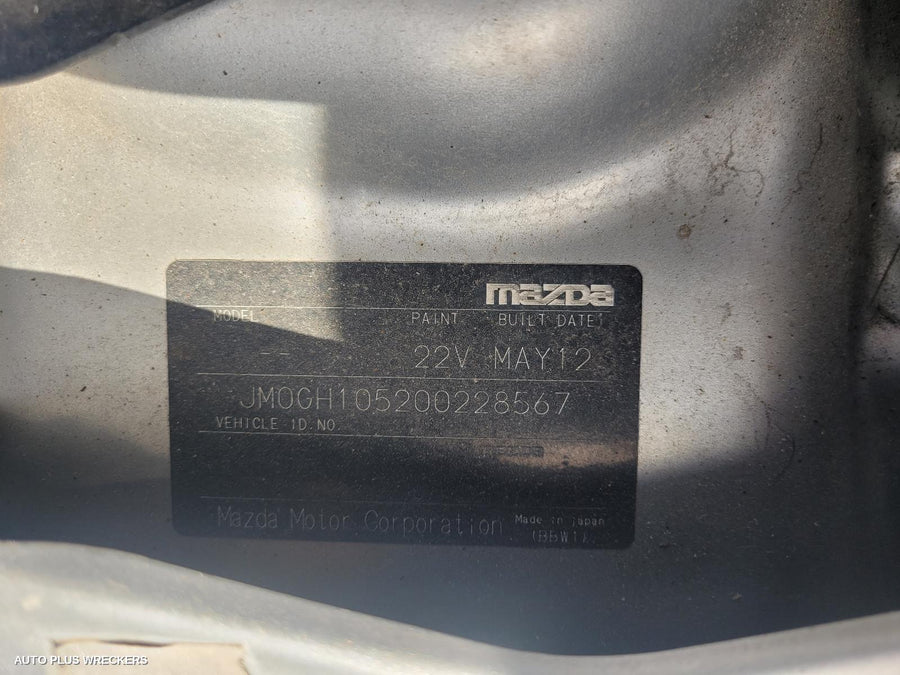 mazda
MODEL PAINT BUILT DATE
-- 22V MAY12
JM0GH105200228567
VEHICLE ID.NO.
mazda
Mazda Motor Corporation Made in japan
(BBW1)
AUTO PLUS WRECKERS